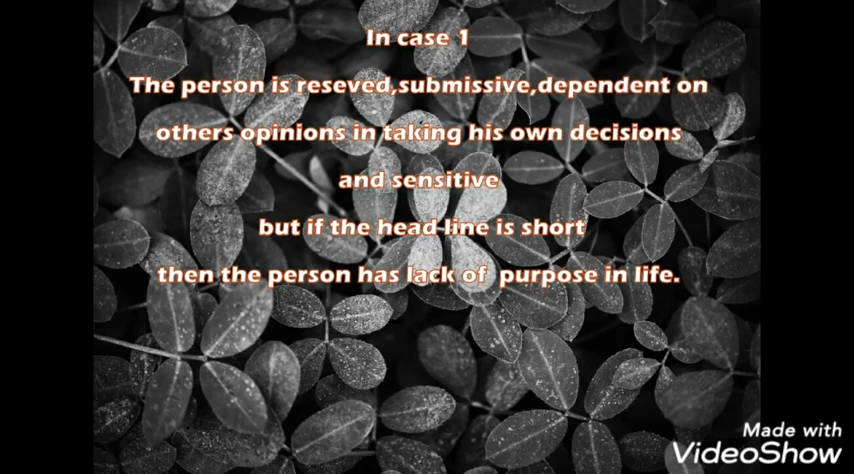 In case 1
The person is reseved,submissive,dependent on
others opinions in taking his own decisions
and sensitive
but if the head line is short
then the person has lack of purpose in life.
Made with
VideoShow